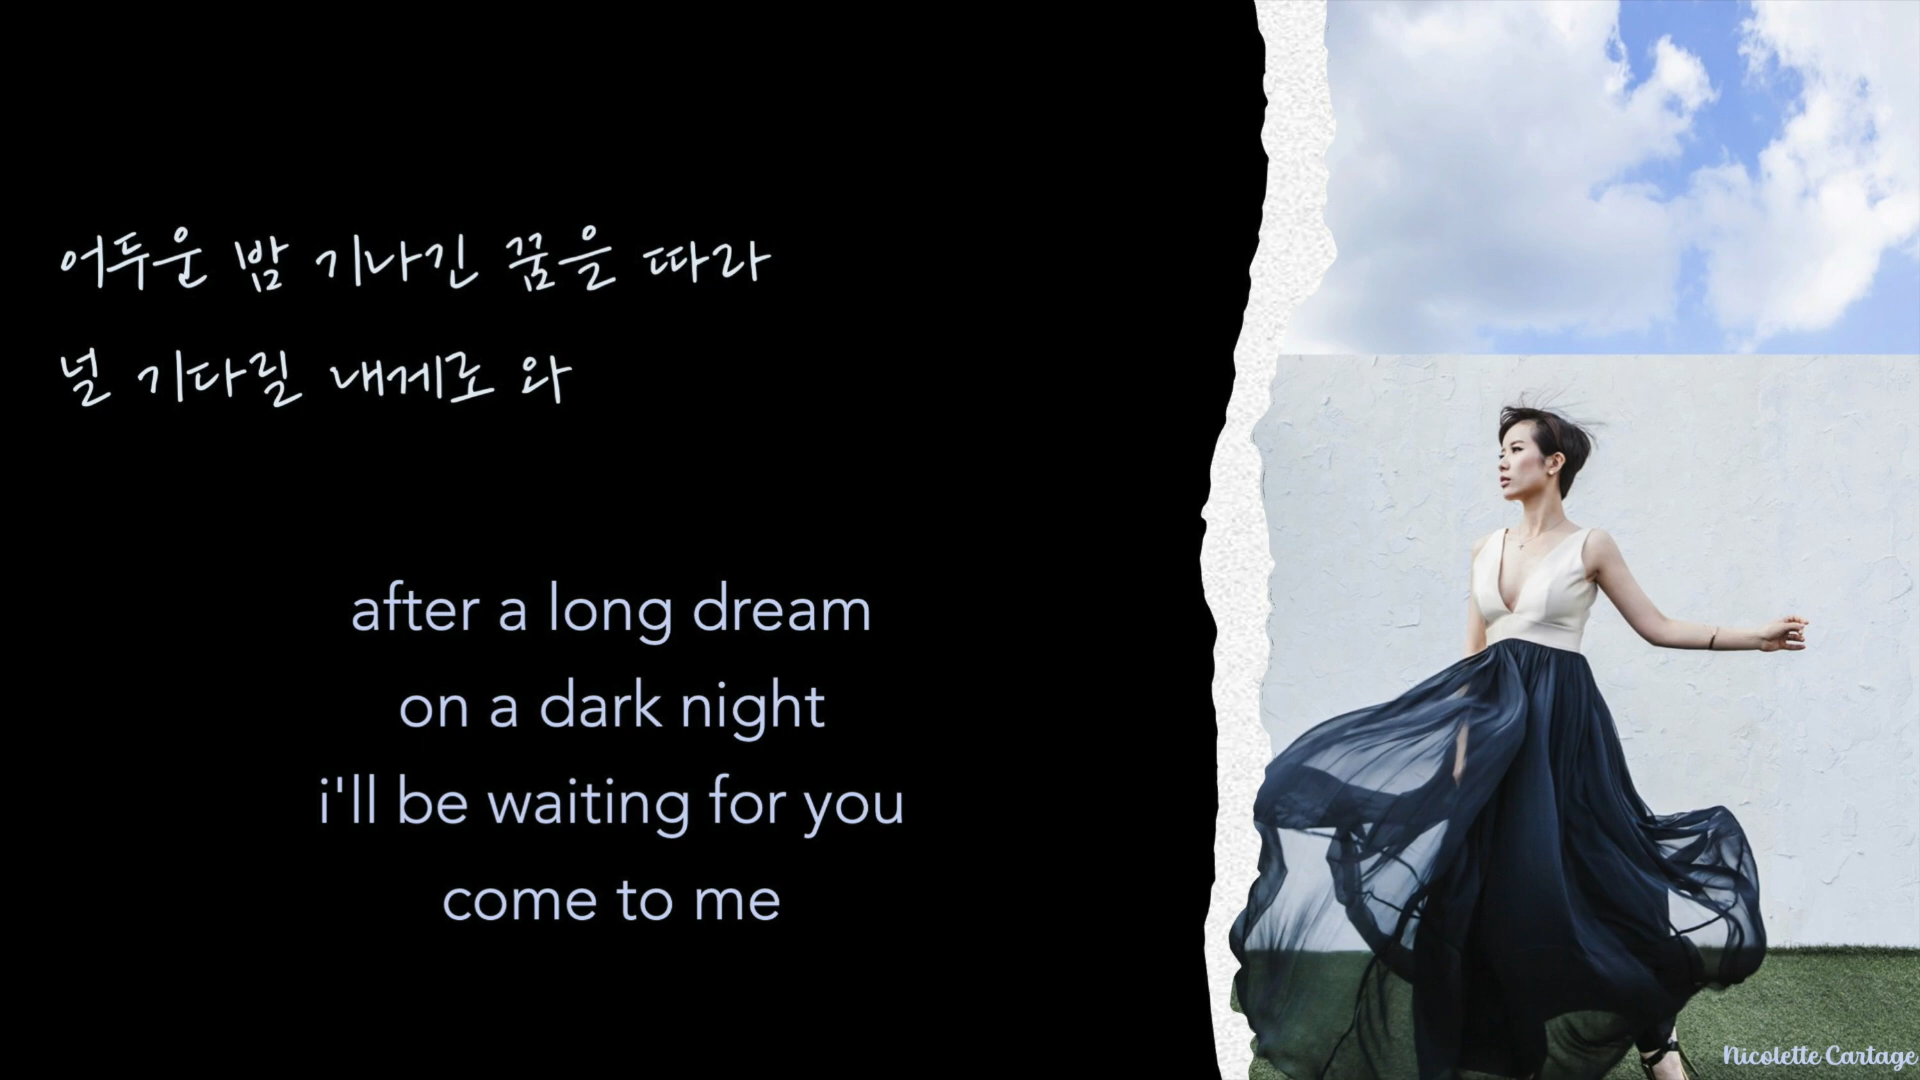 어두운 밤 기나긴 꿈을 따라
널 기다릴 내게로 와
after a long dream
on a dark night
i'll be waiting for you
come to me
Nicolette Cartage